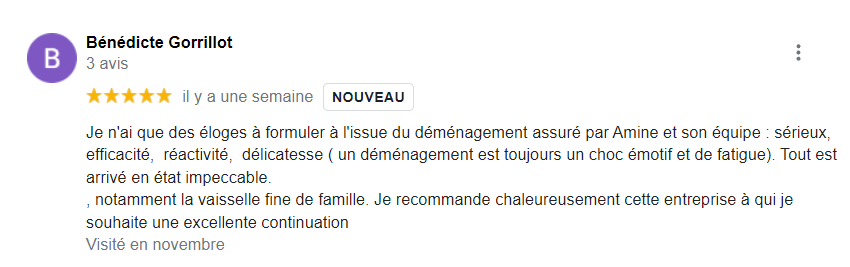 B
Bénédicte Gorrillot
3 avis
il y a une semaine NOUVEAU
Je n'ai que des éloges à formuler à l'issue du déménagement assuré par Amine et son équipe : sérieux,
efficacité,  réactivité,  délicatesse ( un déménagement est toujours un choc émotif et de fatigue). Tout est
arrivé en état impeccable.
, notamment la vaisselle fine de famille. Je recommande chaleureusement cette entreprise à qui je
souhaite une excellente continuation
Visité en novembre